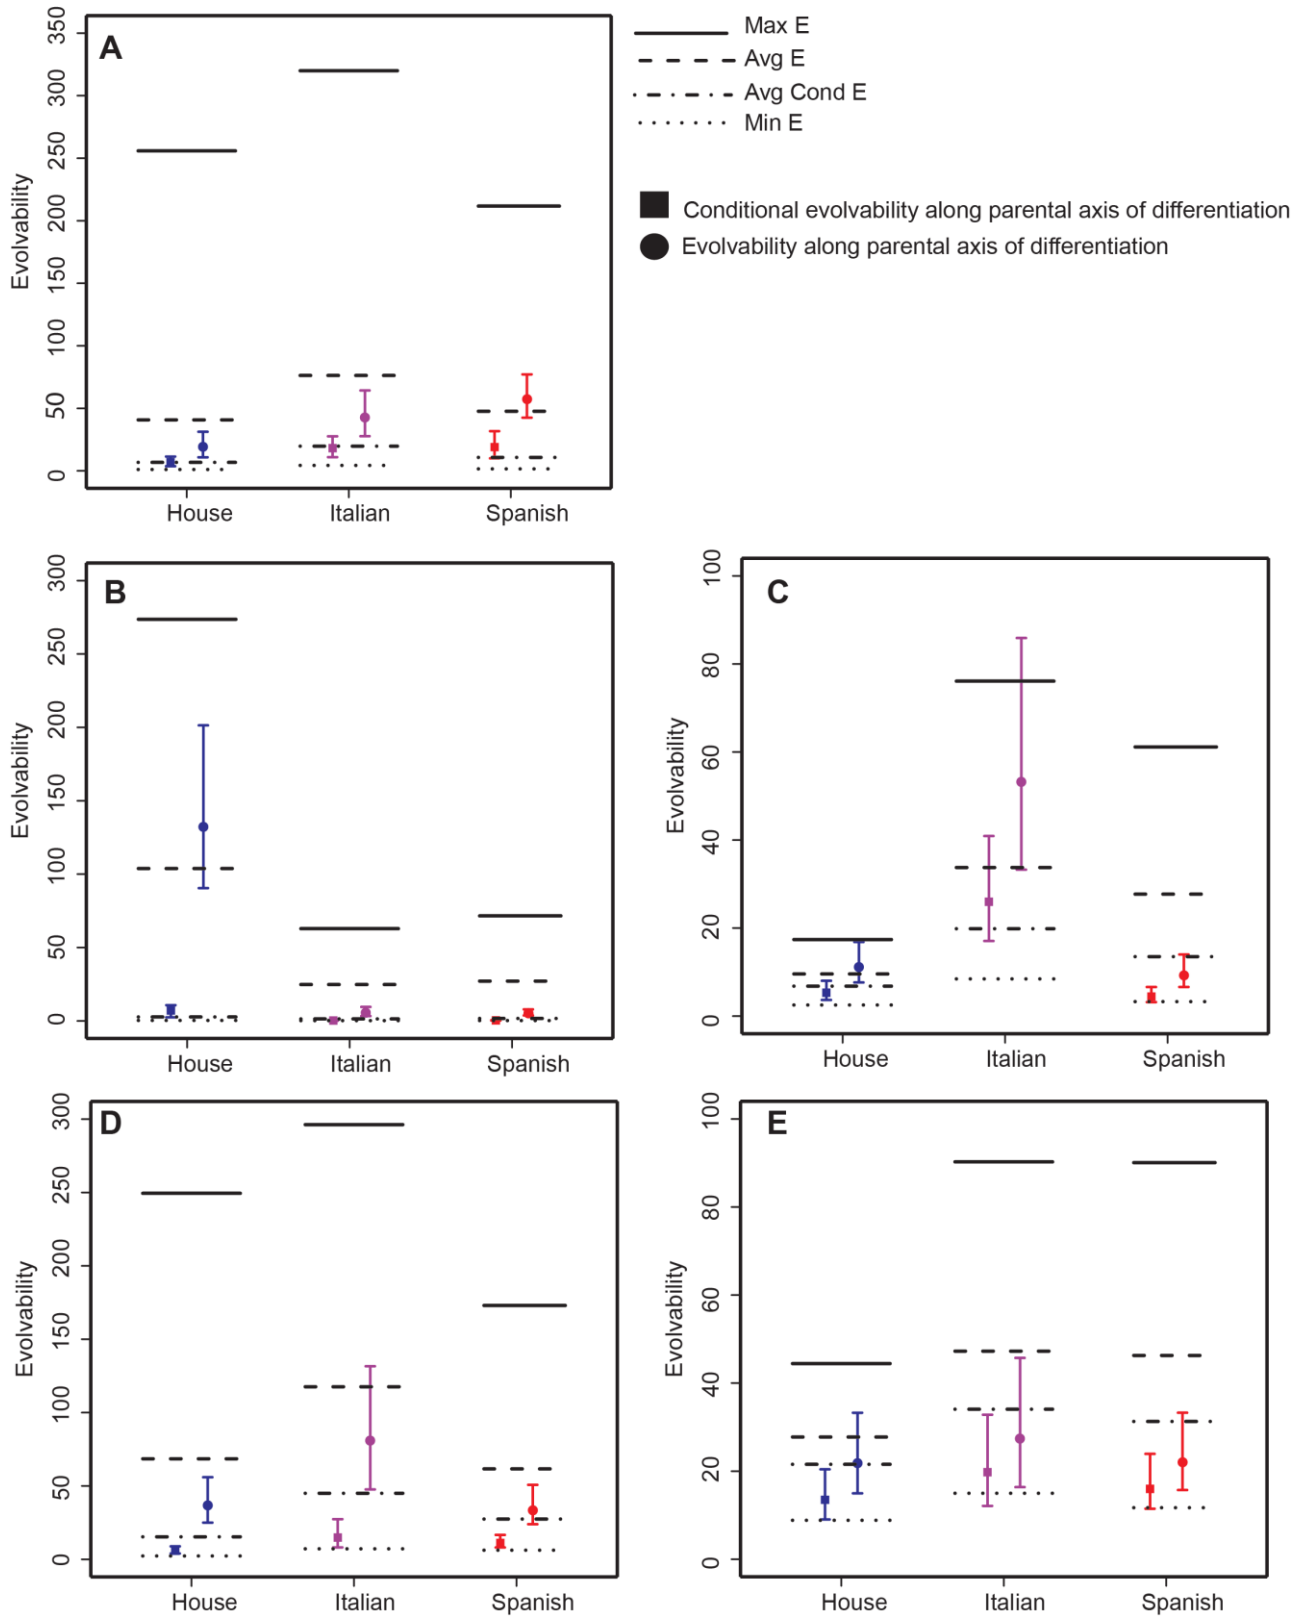 A
350
300
250
200
150
100
50
0
Evolvability
House Italian Spanish
Max E
Avg E
Avg Cond E
Min E
Conditional evolvability along parental axis of differentiation
Evolvability along parental axis of differentiation
B
300
250
200
150
100
50
0
Evolvability
House Italian Spanish
C
100
80
60
40
20
0
Evolvability
House Italian Spanish
D
300
250
200
150
100
50
0
Evolvability
House Italian Spanish
E
100
80
60
40
20
0
Evolvability
House Italian Spanish